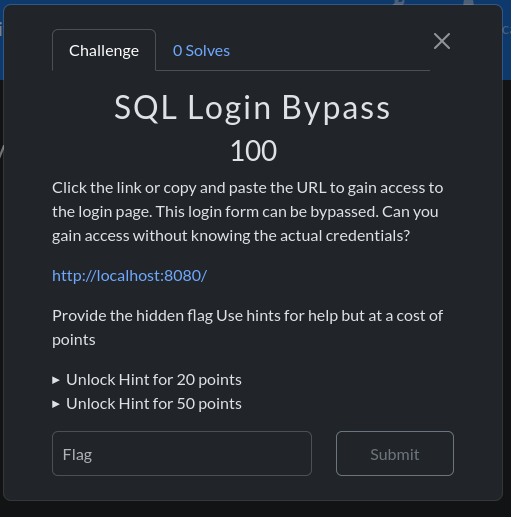 Challenge
0 Solves
SQL Login Bypass
100
Click the link or copy and paste the URL to gain access to
the login page. This login form can be bypassed. Can you
gain access without knowing the actual credentials?
http://localhost:8080/
Provide the hidden flag Use hints for help but at a cost of
points
Unlock Hint for 20 points
Unlock Hint for 50 points
Flag
Submit